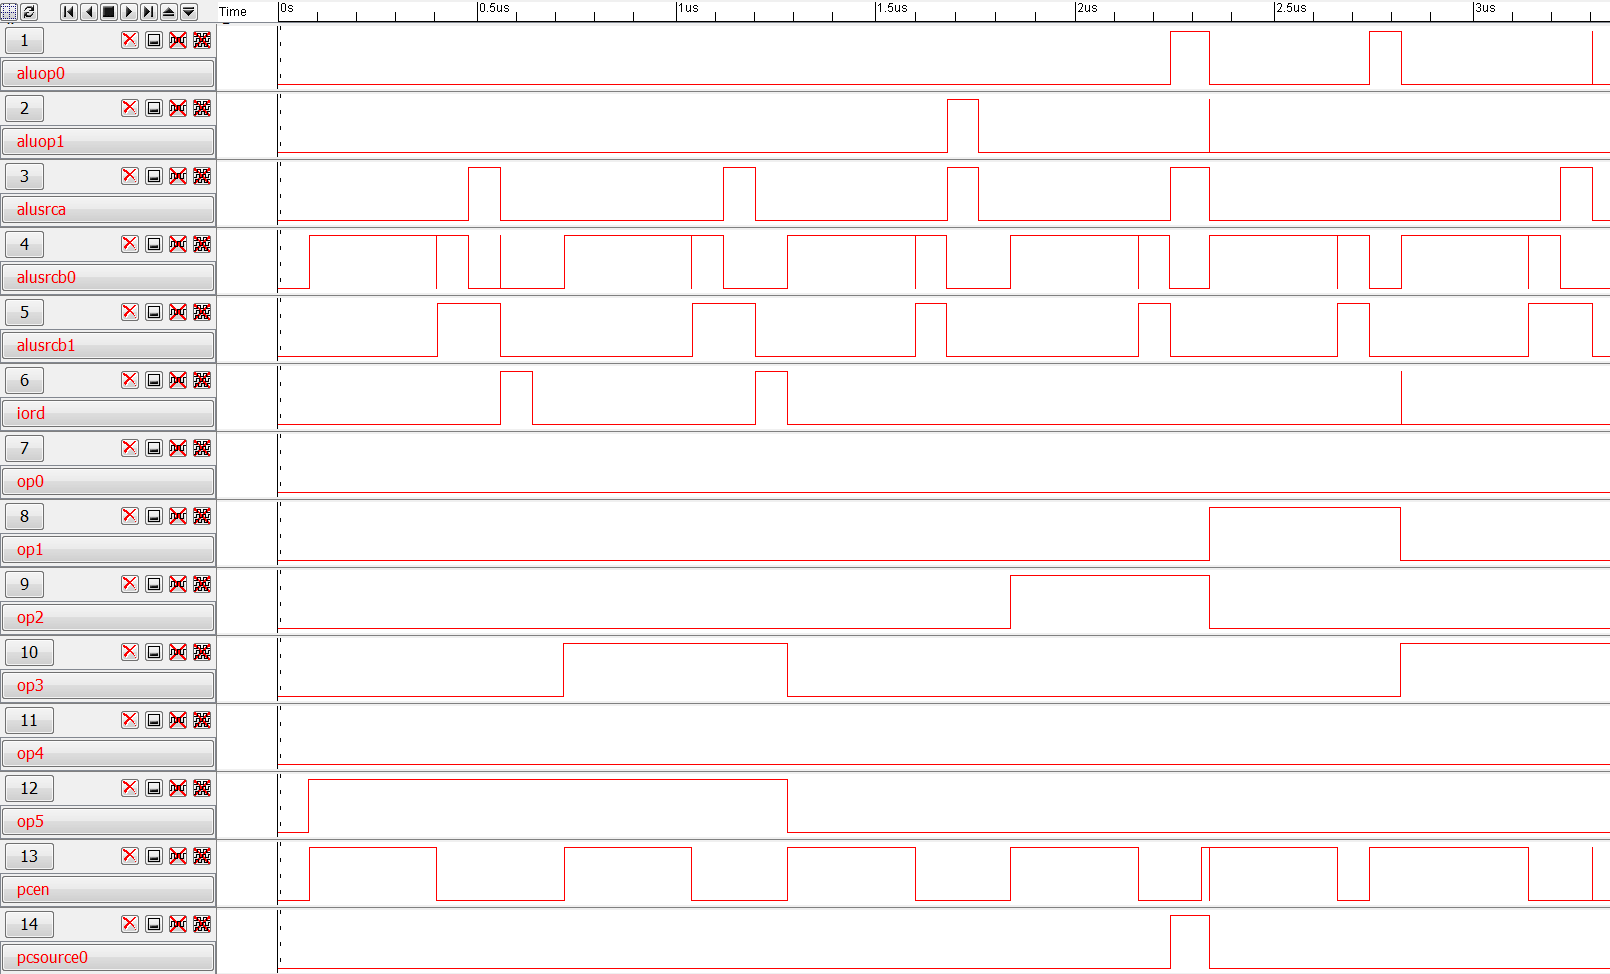 Time 0s 0.5us 1us 1.5us 2us 2.5us 3us
1
aluop0
2
aluop1
3
alusrca
4
alusrcb0
5
alusrcb1
6
iord
7
op0
8
op1
9
op2
10
op3
11
op4
12
op5
13
pcen
14
pcsource0